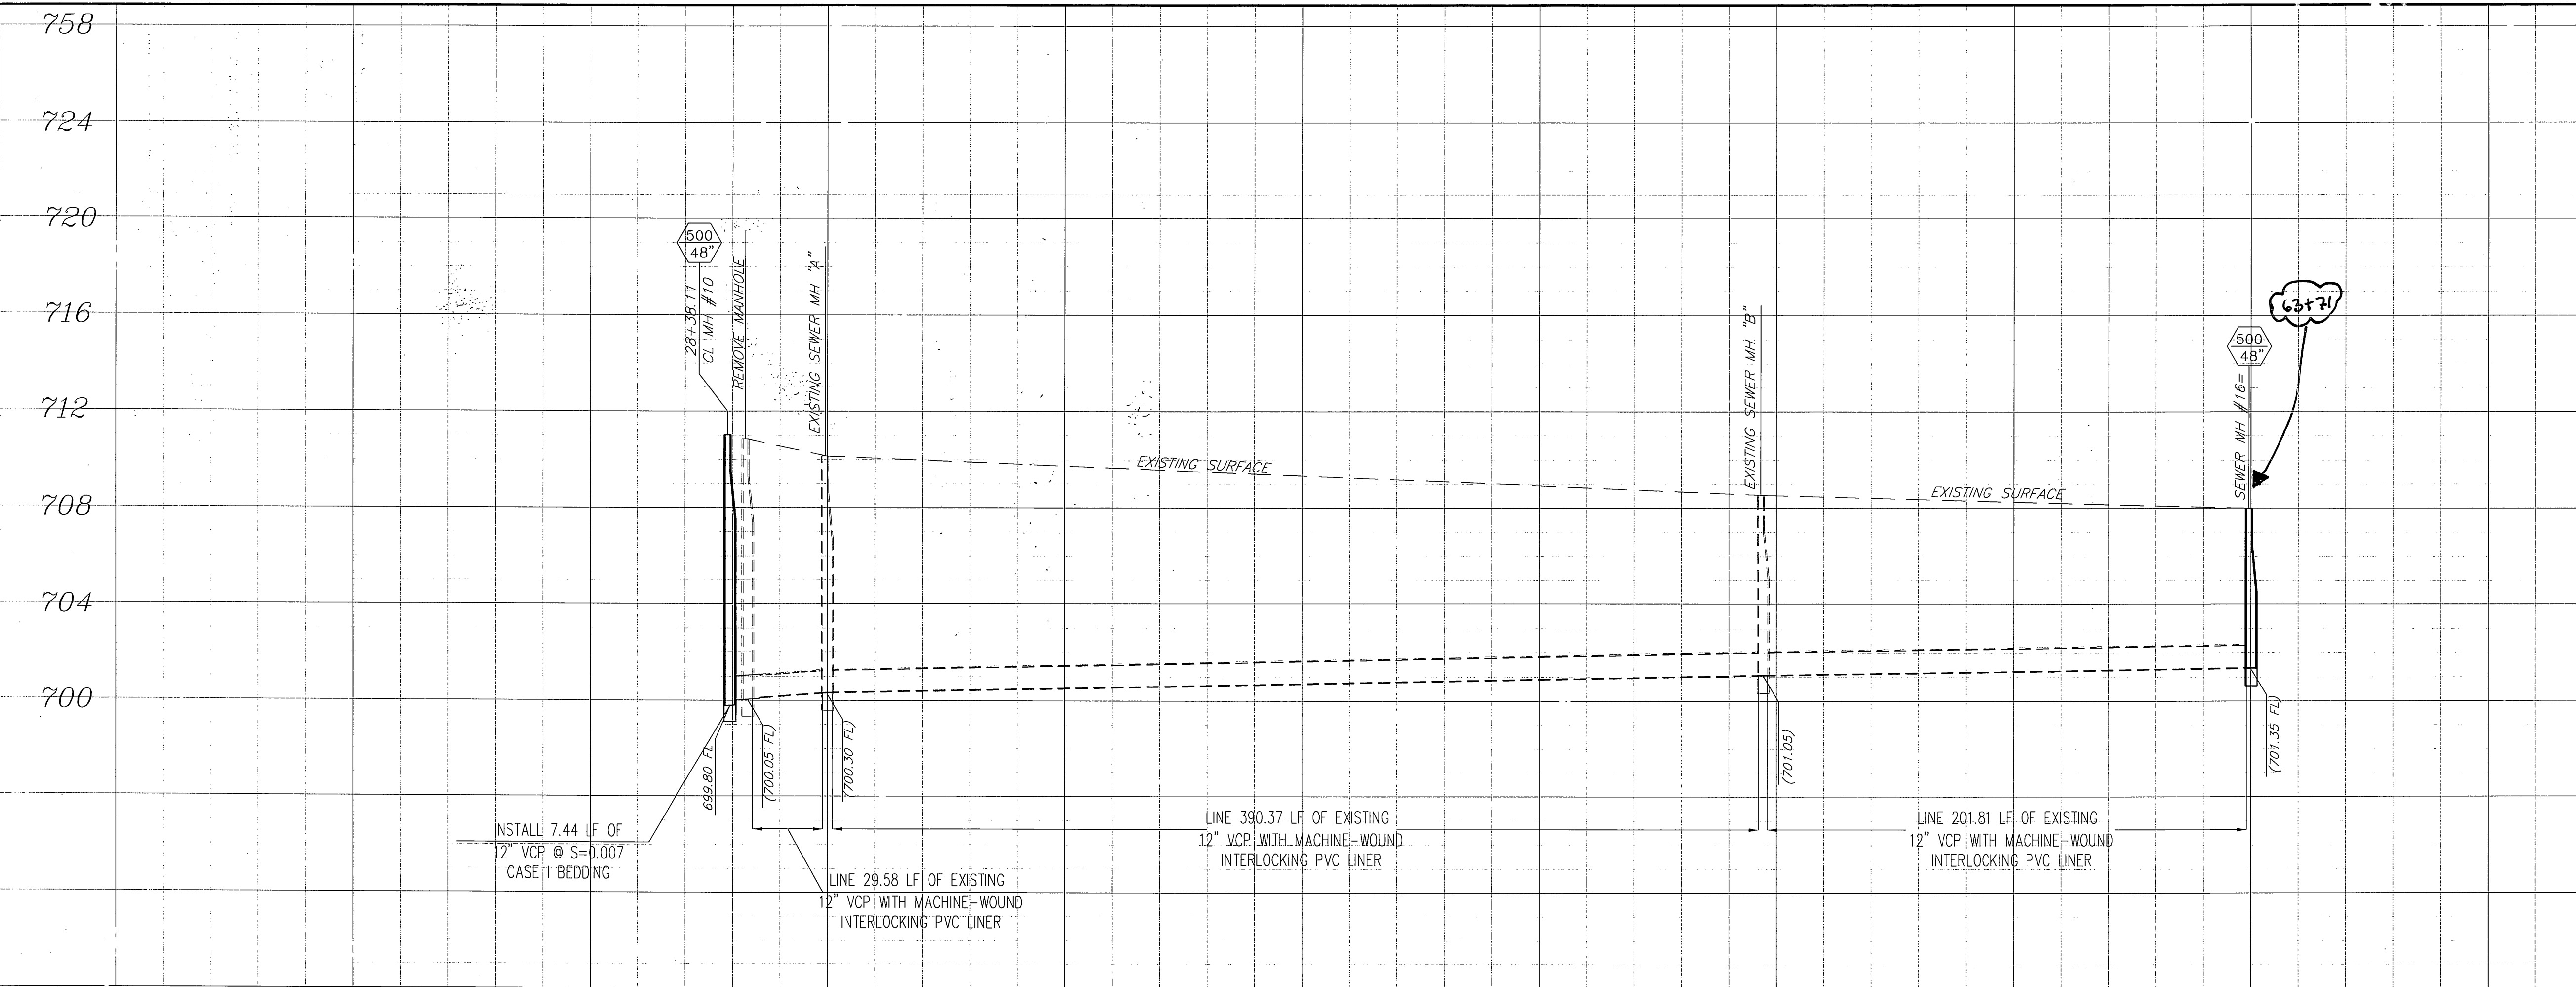 758
724
720
716
712
708
704
700
500
48"
28+38.11
CL MH #10
REMOVE MANHOLE
EXISTING SEWER MH "A"
EXISTING SURFACE
EXISTING SEWER MH "B"
EXISTING SURFACE
500
48"
SEWER MH #16=
63+71
699.80 FL
(700.05 FL)
(700.30 FL)
(701.05)
(701.35 FL)
INSTALL 7.44 LF OF
12" VCP @ S=0.007
CASE I BEDDING
LINE 29.58 LF OF EXISTING
12" VCP WITH MACHINE-WOUND
INTERLOCKING PVC LINER
LINE 390.37 LF OF EXISTING
12" VCP WITH MACHINE-WOUND
INTERLOCKING PVC LINER
LINE 201.81 LF OF EXISTING
12" VCP WITH MACHINE-WOUND
INTERLOCKING PVC LINER